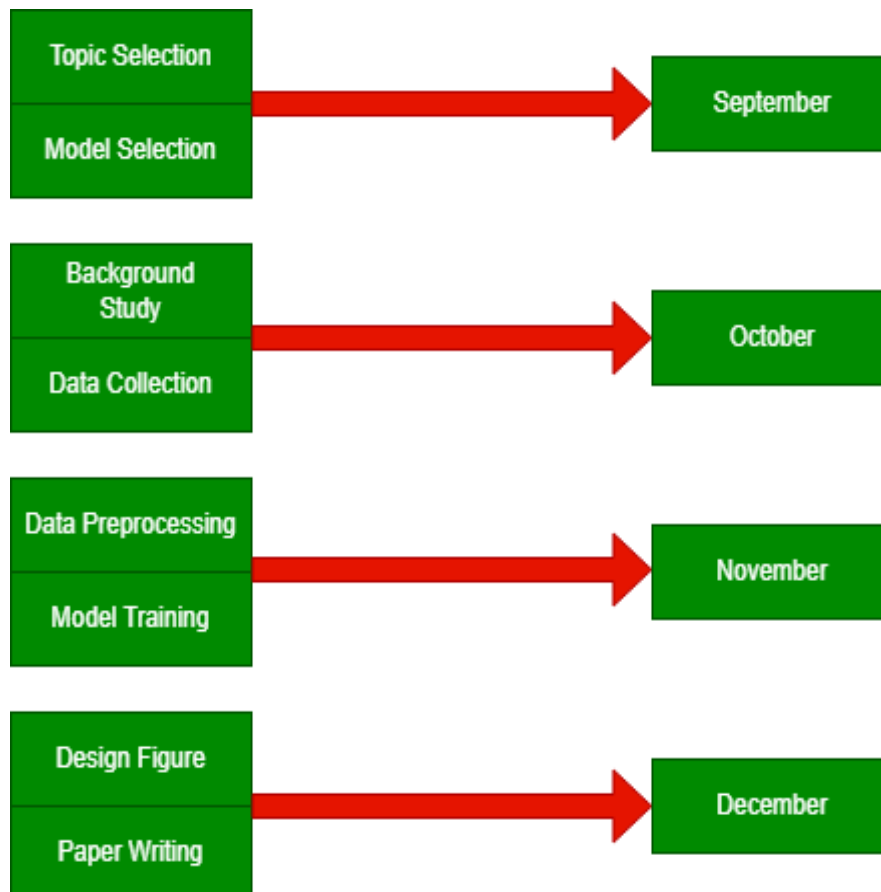 Topic Selection
Model Selection
September
Background
Study
Data Collection
October
Data Preprocessing
Model Training
November
Design Figure
Paper Writing
December